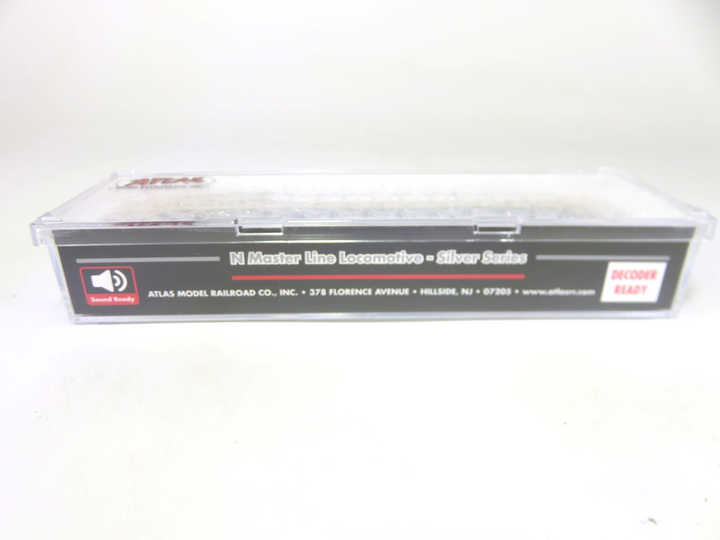 ATLAS
N Master Line Locomotive - Silver Series
Sound Ready
ATLAS MODEL RAILROAD CO., INC. • 378 FLORENCE AVENUE • HILLSIDE, NJ • 07205 • www.atlasrr.com
DECODER
READY